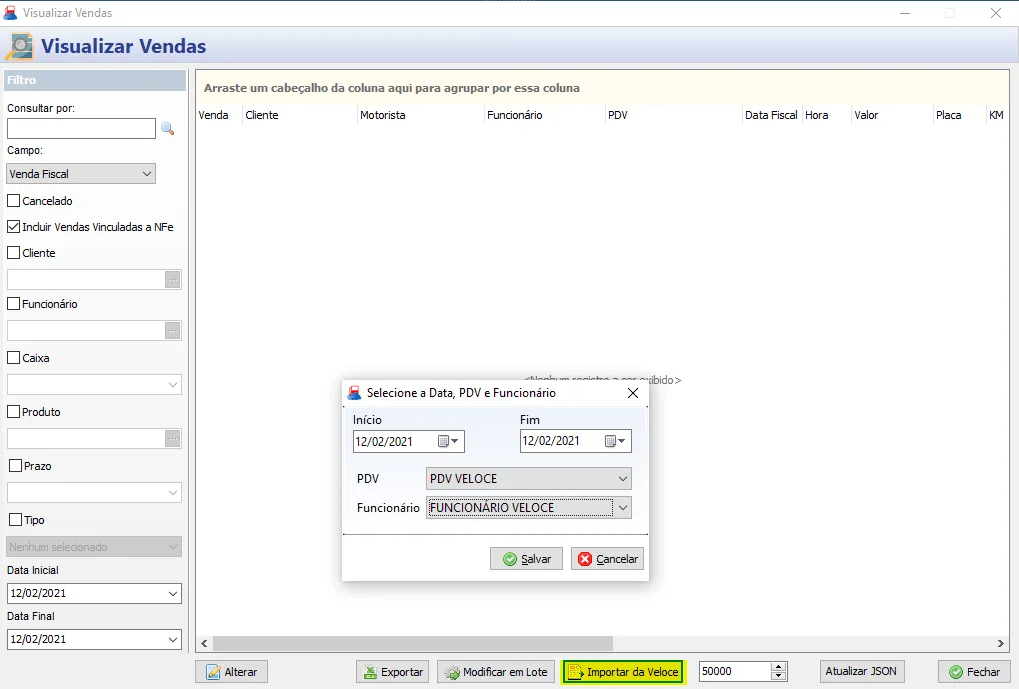 Visualizar Vendas
Visualizar Vendas
Filtro
Consultar por:
Campo:
Venda Fiscal
Cancelado
Incluir Vendas Vinculadas a NFe
Cliente
Funcionário
Caixa
Produto
Prazo
Tipo
Nenhum selecionado
Data Inicial
12/02/2021
Data Final
12/02/2021
Arraste um cabeçalho da coluna aqui para agrupar por essa coluna
Venda Cliente Motorista Funcionário PDV Data Fiscal Hora Valor Placa KM
<Nenhum registro a ser exibido>
Selecione a Data, PDV e Funcionário
Início Fim
12/02/2021 12/02/2021
PDV PDV VELOCE
Funcionário FUNCIONÁRIO VELOCE
Salvar Cancelar
Alterar Exportar Modificar em Lote Importar da Veloce 50000 Atualizar JSON Fechar